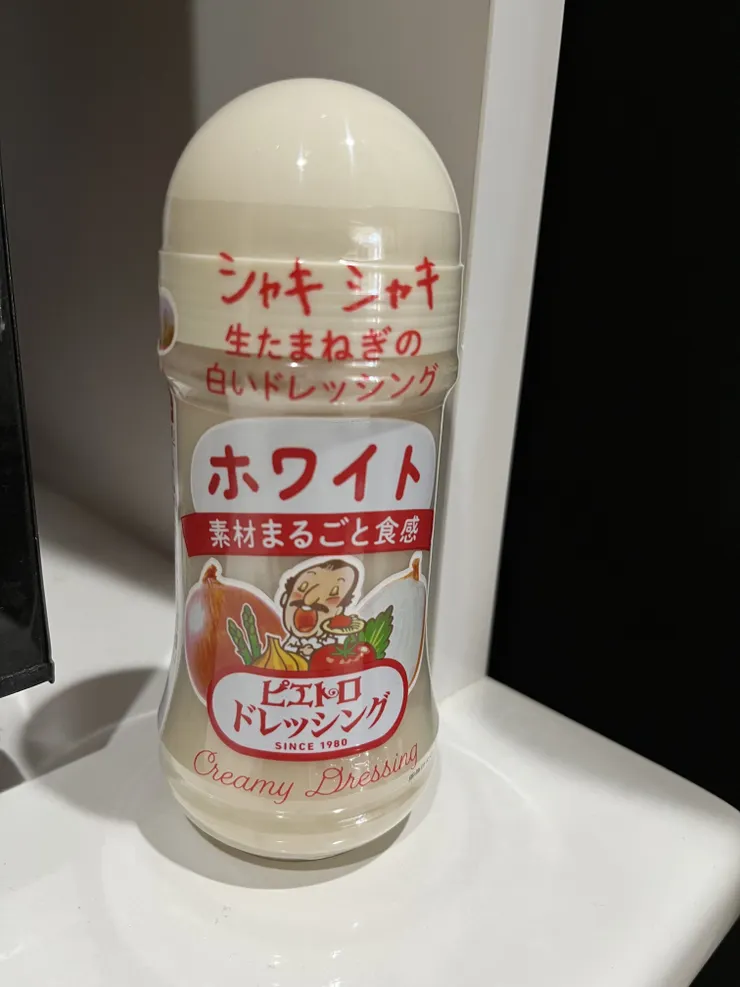 シャキ シャキ
生たまねぎの
白いドレッシング
ホワイト
素材まるごと食感
ピエトロ
ドレッシング
SINCE 1980
Creamy Dressing